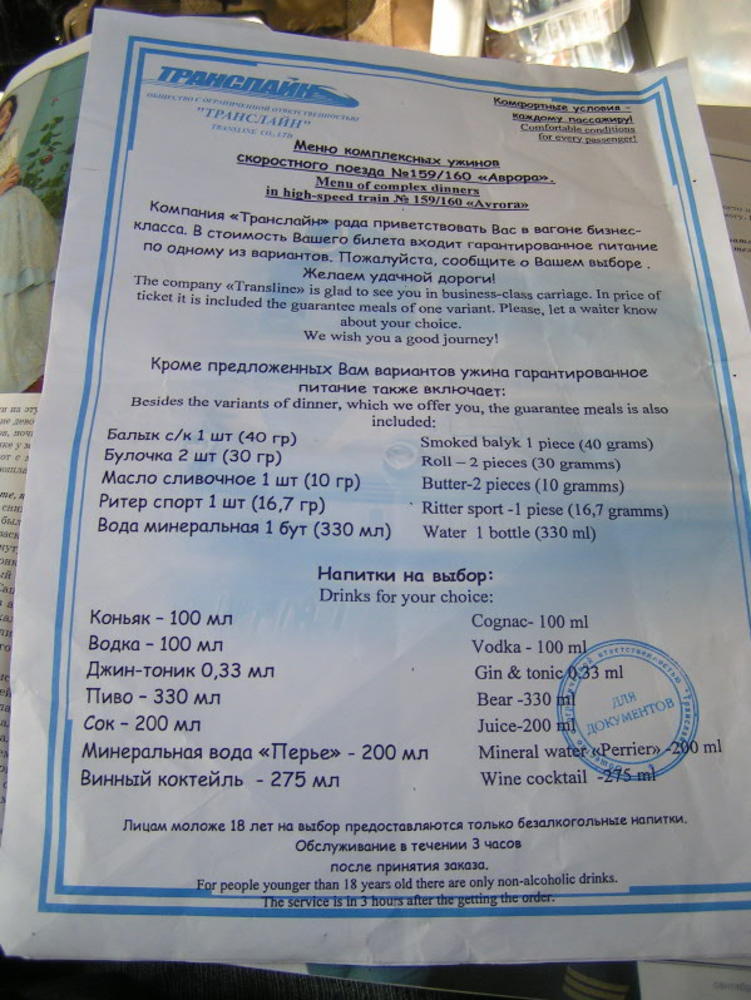 ТРАНСЛАЙН
ОБЩЕСТВО С ОГРАНИЧЕННОЙ ОТВЕТСТВЕННОСТЬЮ
"ТРАНСЛАЙН"
TRANSLINE CO., LTD
Комфортные условия -
каждому пассажиру!
Comfortable conditions
for every passenger!
Меню комплексных ужинов
скоростного поезда №159/160 «Аврора».
Menu of complex dinners
in high-speed train № 159/160 «Avrora»
Компания «Транслайн» рада приветствовать Вас в вагоне бизнес-
класса. В стоимость Вашего билета входит гарантированное питание
по одному из вариантов. Пожалуйста, сообщите о Вашем выборе .
Желаем удачной дороги!
The company «Transline» is glad to see you in business-class carriage. In price of
ticket it is included the guarantee meals of one variant. Please, let a waiter know
about your choice.
We wish you a good journey!
Кроме предложенных Вам вариантов ужина гарантированное
питание также включает:
Besides the variants of dinner, which we offer you, the guarantee meals is also
included:
Балык с/к 1 шт (40 гр) Smoked balyk 1 piece (40 grams)
Булочка 2 шт (30 гр) Roll – 2 pieces (30 gramms)
Масло сливочное 1 шт (10 гр) Butter-2 pieces (10 gramms)
Ритер спорт 1 шт (16,7 гр) Ritter sport -1 piese (16,7 gramms)
Вода минеральная 1 бут (330 мл) Water 1 bottle (330 ml)
Напитки на выбор:
Drinks for your choice:
Коньяк – 100 мл Cognac- 100 ml
Водка – 100 мл Vodka - 100 ml
Джин-тоник 0,33 мл Gin & tonic 0,33 ml
Пиво – 330 мл Bear -330 ml
Сок – 200 мл Juice-200 ml
Минеральная вода «Перье» - 200 мл Mineral water «Perrier» -200 ml
Винный коктейль - 275 мл Wine cocktail -275 ml
ДЛЯ
ДОКУМЕНТОВ
Лицам моложе 18 лет на выбор предоставляются только безалкогольные напитки.
Обслуживание в течении 3 часов
после принятия заказа.
For people younger than 18 years old there are only non-alcoholic drinks.
The service is in 3 hours after the getting the order.